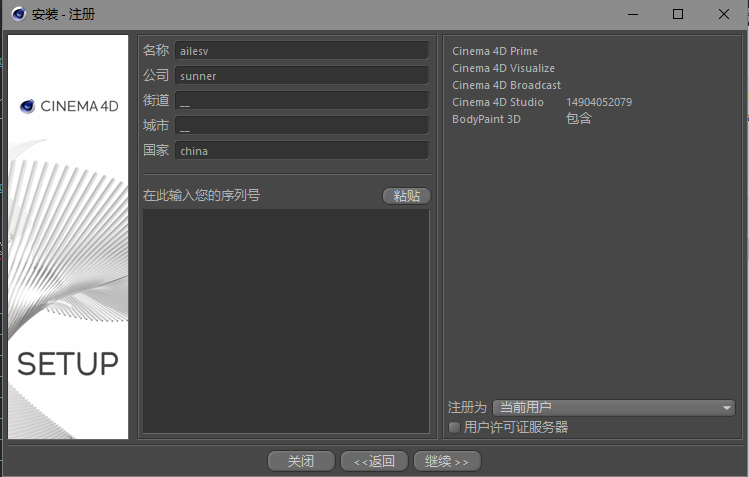 安装 - 注册
CINEMA 4D
SETUP
名称 ailesv
公司 sunner
街道 __
城市 __
国家 china
在此输入您的序列号 粘贴
Cinema 4D Prime
Cinema 4D Visualize
Cinema 4D Broadcast
Cinema 4D Studio 14904052079
BodyPaint 3D 包含
注册为 当前用户
用户许可证服务器
关闭 <<返回 继续 >>